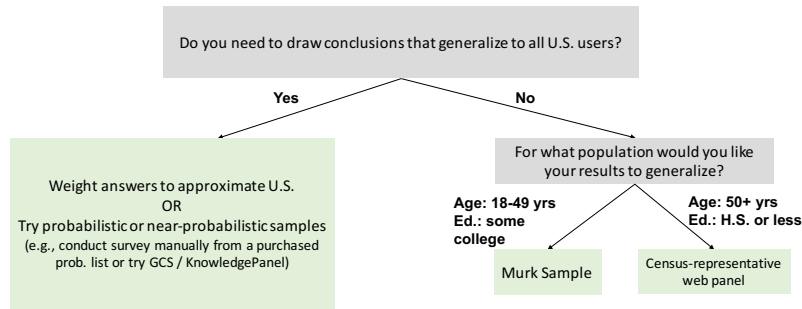 Do you need to draw conclusions that generalize to all U.S. users?
Yes
No
Weight answers to approximate U.S.
OR
Try probabilistic or near-probabilistic samples
(e.g., conduct survey manually from a purchased
prob. list or try GCS / KnowledgePanel)
For what population would you like
your results to generalize?
Age: 18-49 yrs
Ed.: some
college
Age: 50+ yrs
Ed.: H.S. or less
Murk Sample
Census-representative
web panel